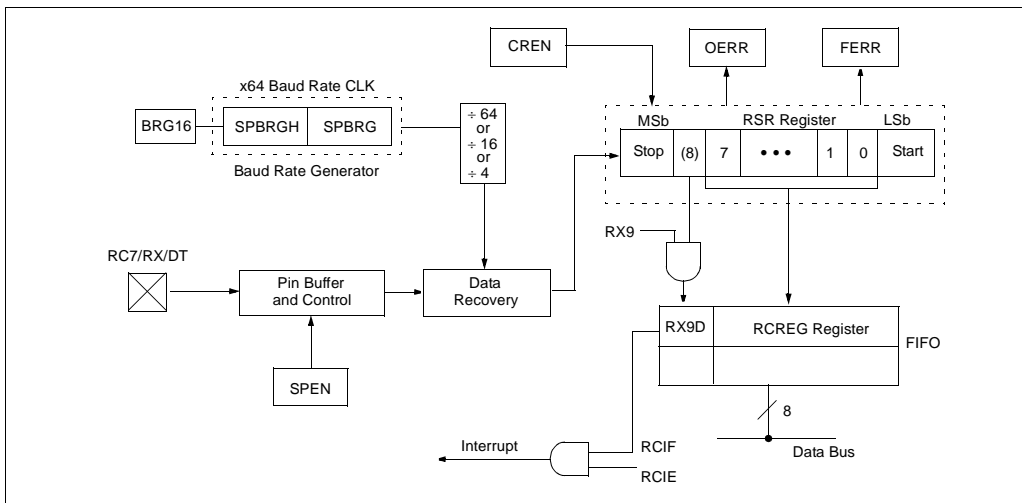 CREN
OERR
FERR
x64 Baud Rate CLK
BRG16
SPBRGH
SPBRG
Baud Rate Generator
÷ 64
or
÷ 16
or
÷ 4
MSb
RSR Register
LSb
Stop
(8)
7
• • •
1
0
Start
RX9
RC7/RX/DT
Pin Buffer
and Control
Data
Recovery
SPEN
RX9D
RCREG Register
FIFO
8
Data Bus
Interrupt
RCIF
RCIE